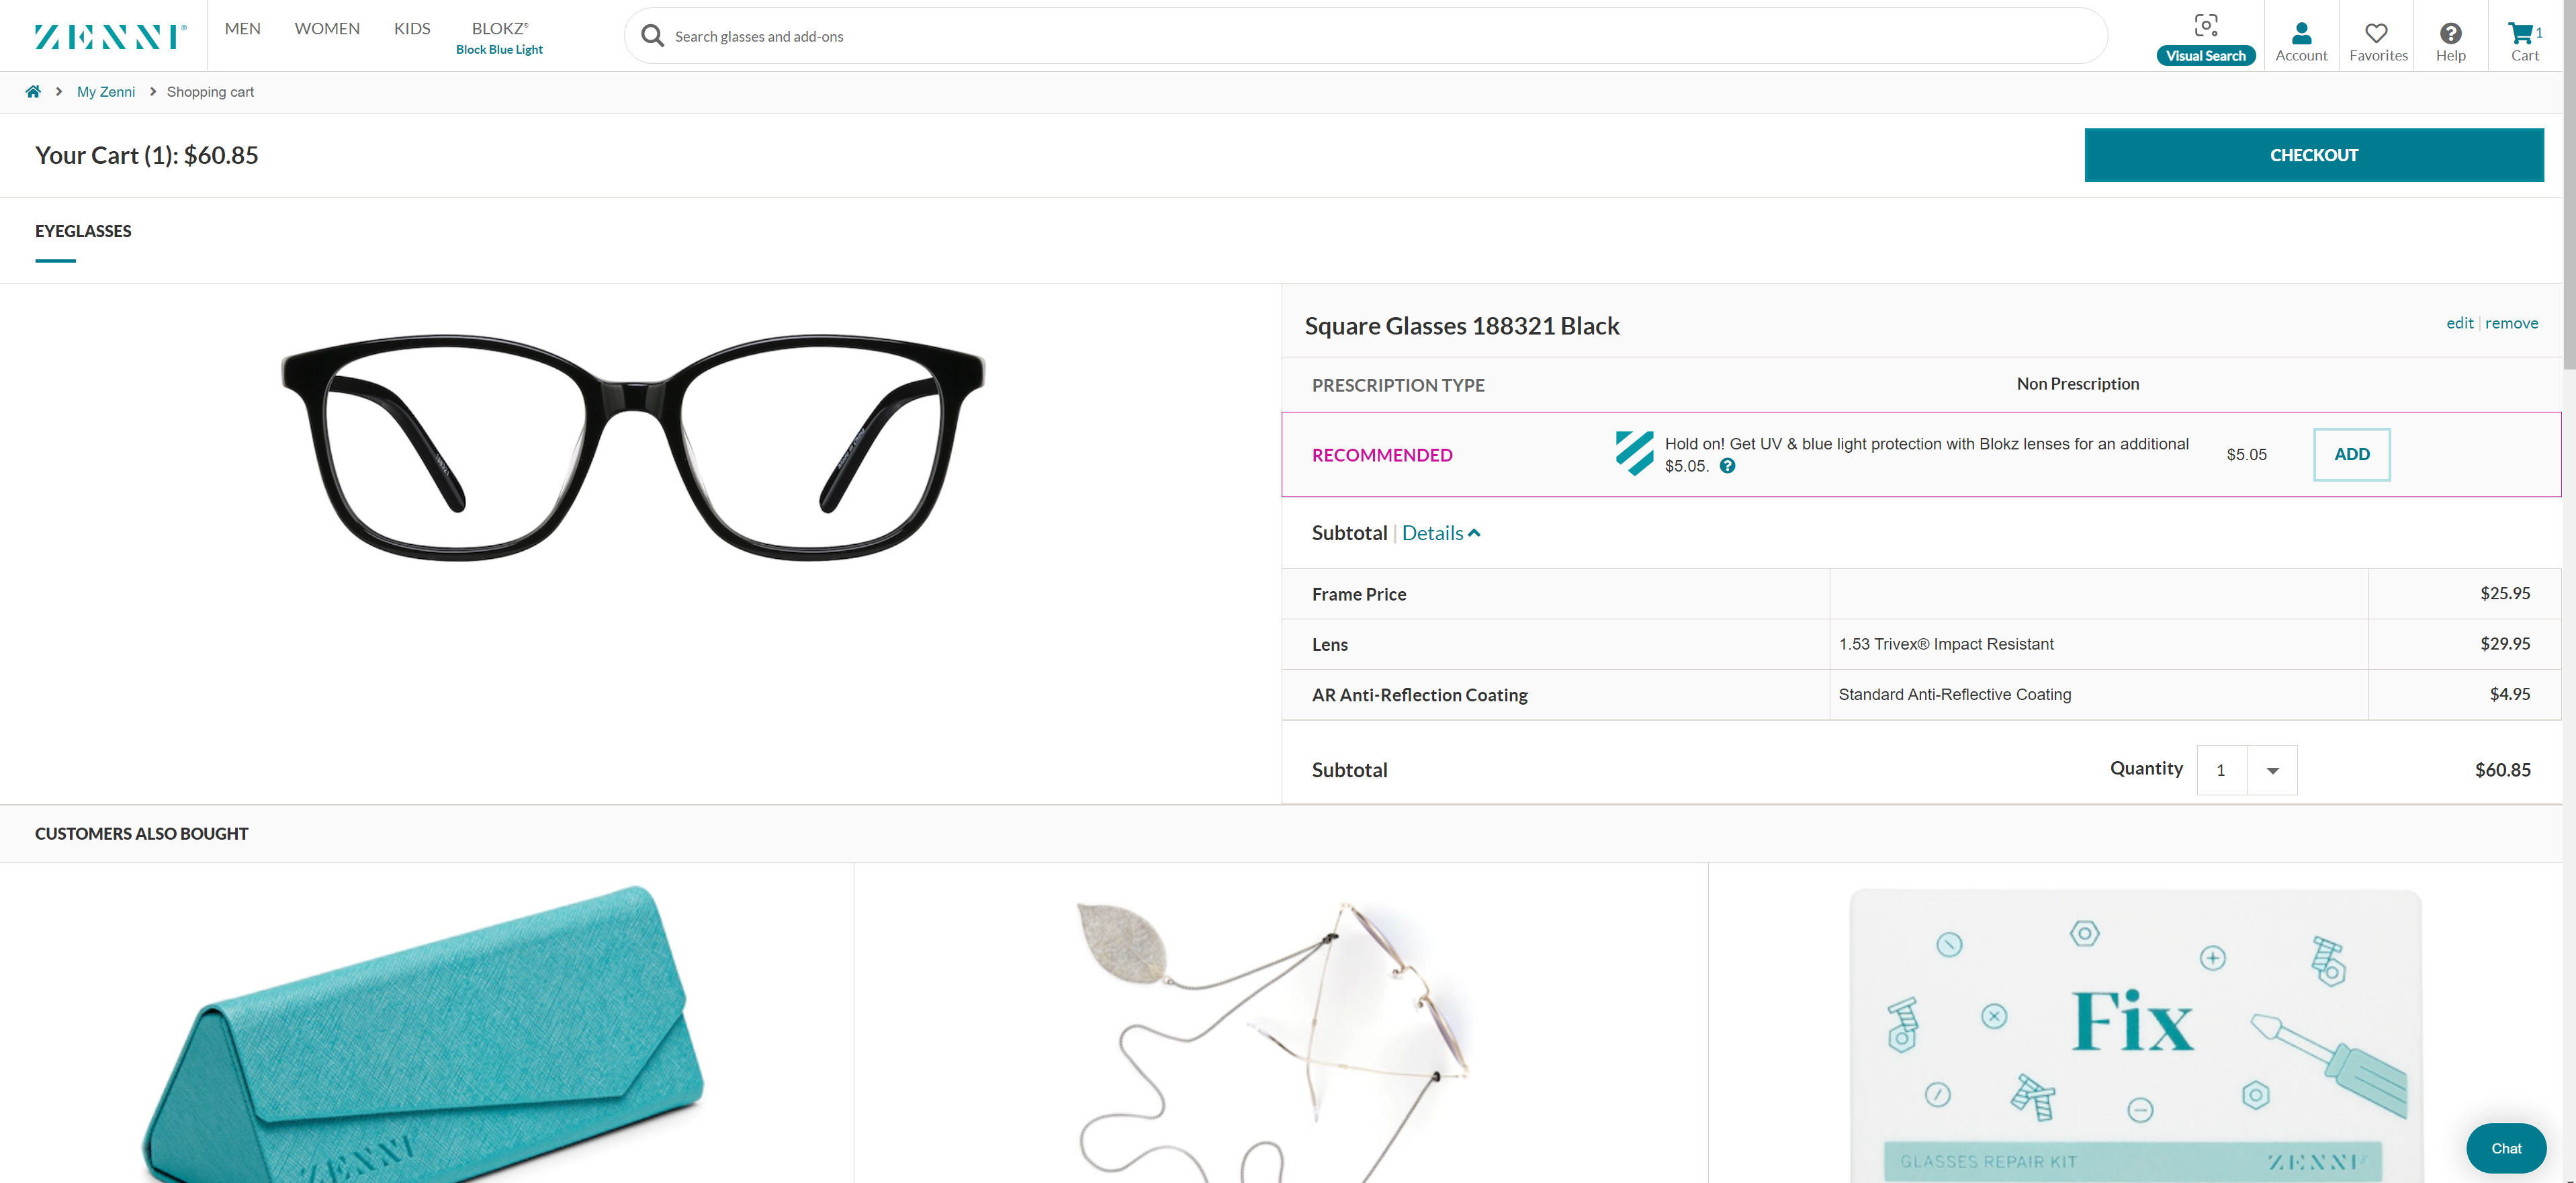 ZENNI®
MEN
WOMEN
KIDS
BLOKZ®
Block Blue Light
Search glasses and add-ons
Visual Search
Account
Favorites
Help
1
Cart
My Zenni
Shopping cart
Your Cart (1): $60.85
CHECKOUT
EYEGLASSES
Square Glasses 188321 Black
edit | remove
PRESCRIPTION TYPE
Non Prescription
RECOMMENDED
Hold on! Get UV & blue light protection with Blokz lenses for an additional
$5.05.
$5.05
ADD
Subtotal | Details
Frame Price
$25.95
Lens
1.53 Trivex® Impact Resistant
$29.95
AR Anti-Reflection Coating
Standard Anti-Reflective Coating
$4.95
Subtotal
Quantity
1
$60.85
CUSTOMERS ALSO BOUGHT
ZENNI
Fix
GLASSES REPAIR KIT
ZENNI
Chat